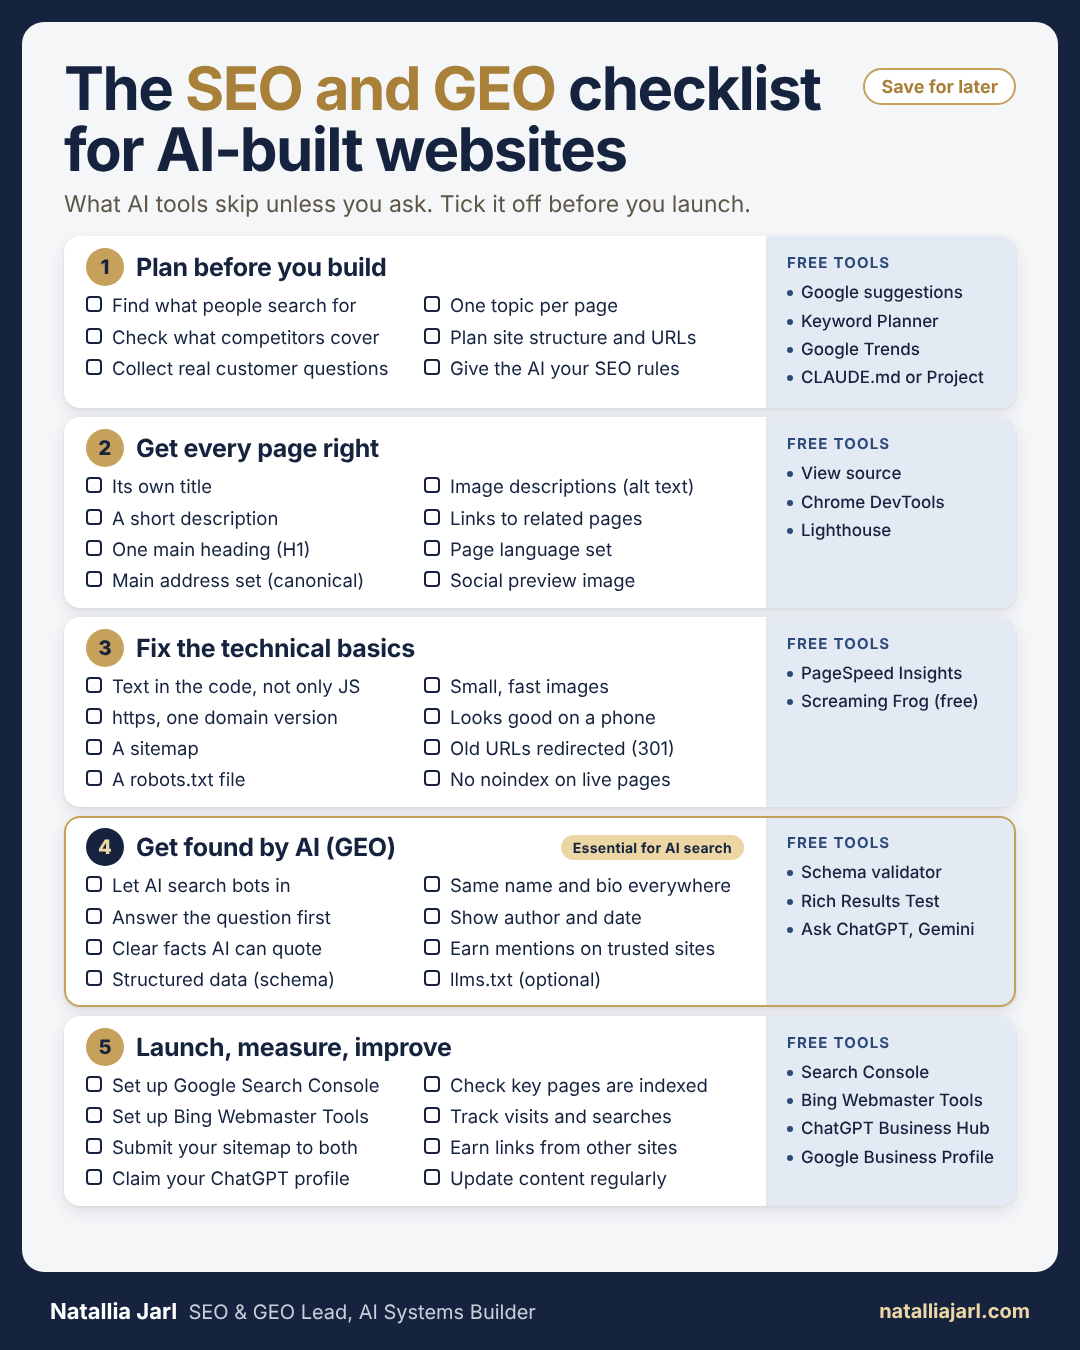 The SEO and GEO checklist
for AI-built websites
Save for later
What AI tools skip unless you ask. Tick it off before you launch.
1 Plan before you build
Find what people search for
Check what competitors cover
Collect real customer questions
One topic per page
Plan site structure and URLs
Give the AI your SEO rules
FREE TOOLS
Google suggestions
Keyword Planner
Google Trends
CLAUDE.md or Project
2 Get every page right
Its own title
A short description
One main heading (H1)
Main address set (canonical)
Image descriptions (alt text)
Links to related pages
Page language set
Social preview image
FREE TOOLS
View source
Chrome DevTools
Lighthouse
3 Fix the technical basics
Text in the code, not only JS
https, one domain version
A sitemap
A robots.txt file
Small, fast images
Looks good on a phone
Old URLs redirected (301)
No noindex on live pages
FREE TOOLS
PageSpeed Insights
Screaming Frog (free)
4 Get found by AI (GEO)
Essential for AI search
Let AI search bots in
Answer the question first
Clear facts AI can quote
Structured data (schema)
Same name and bio everywhere
Show author and date
Earn mentions on trusted sites
llms.txt (optional)
FREE TOOLS
Schema validator
Rich Results Test
Ask ChatGPT, Gemini
5 Launch, measure, improve
Set up Google Search Console
Set up Bing Webmaster Tools
Submit your sitemap to both
Claim your ChatGPT profile
Check key pages are indexed
Track visits and searches
Earn links from other sites
Update content regularly
FREE TOOLS
Search Console
Bing Webmaster Tools
ChatGPT Business Hub
Google Business Profile
Natallia Jarl SEO & GEO Lead, AI Systems Builder
natalliajarl.com